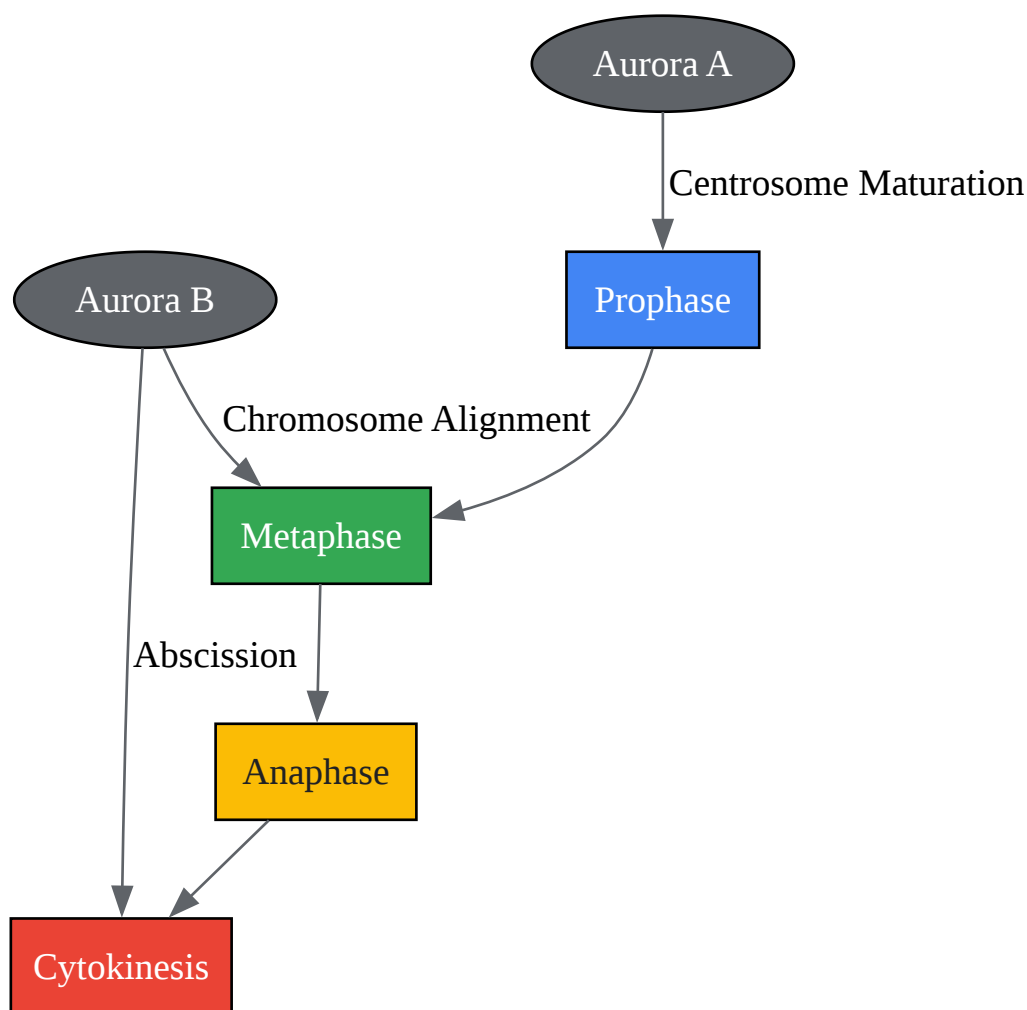 Aurora A
Centrosome Maturation
Aurora B
Prophase
Chromosome Alignment
Metaphase
Abscission
Anaphase
Cytokinesis